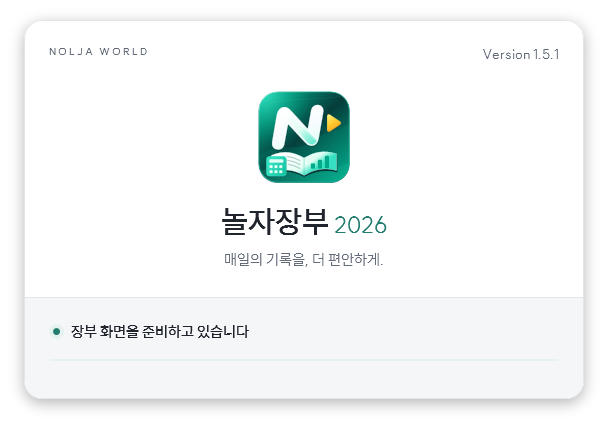 NOLJA WORLD
Version 1.5.1
N
놀자장부 2026
매일의 기록을, 더 편안하게.
장부 화면을 준비하고 있습니다